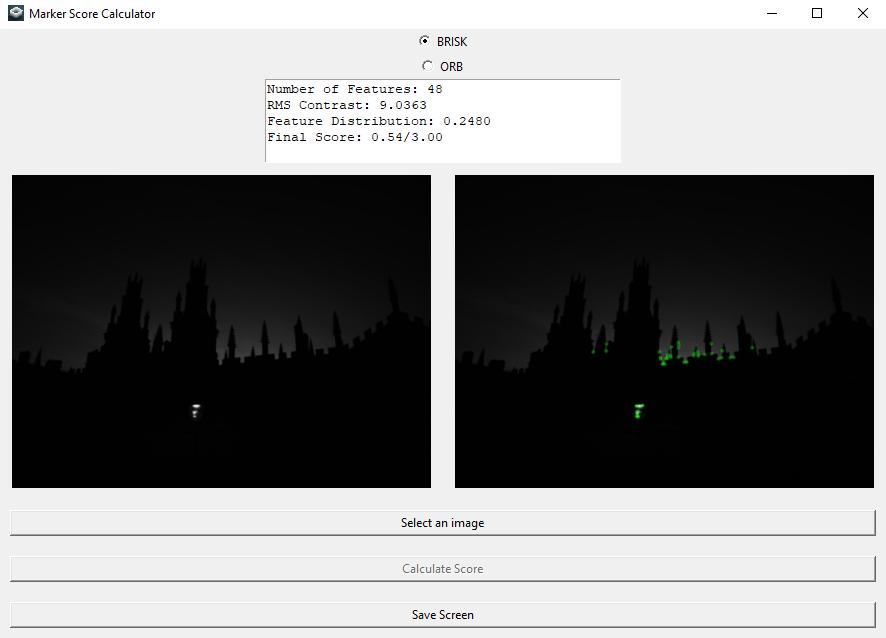 Marker Score Calculator
BRISK
ORB
Number of Features: 48
RMS Contrast: 9.0363
Feature Distribution: 0.2480
Final Score: 0.54/3.00
Select an image
Calculate Score
Save Screen